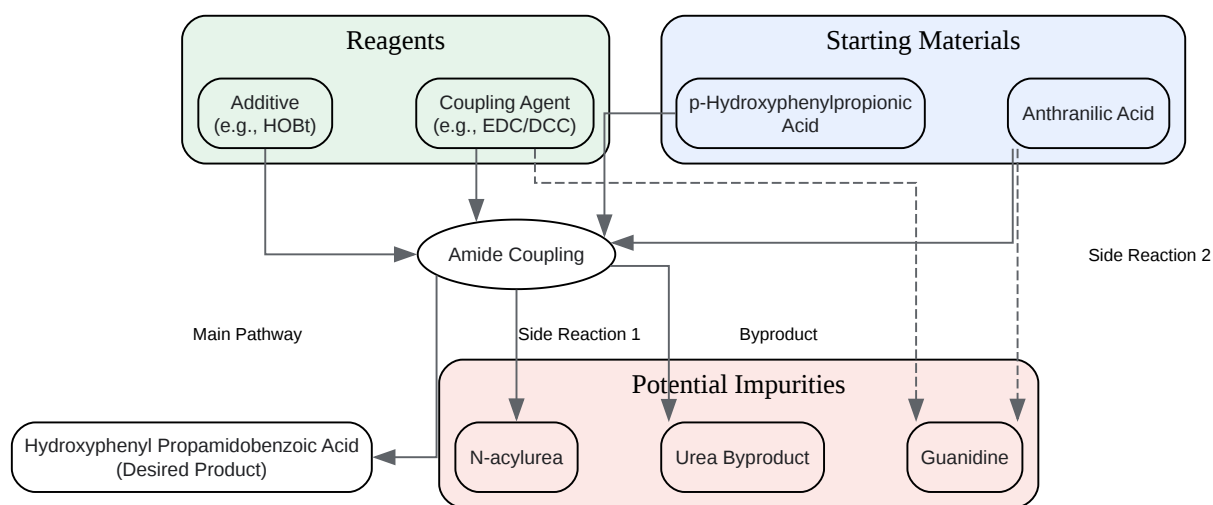 Reagents
Starting Materials
Additive
(e.g., HOBt)
Coupling Agent
(e.g., EDC/DCC)
p-Hydroxyphenylpropionic
Acid
Anthranilic Acid
Amide Coupling
Side Reaction 2
Main Pathway
Side Reaction 1
Byproduct
Potential Impurities
Hydroxyphenyl Propamidobenzoic Acid
(Desired Product)
N-acylurea
Urea Byproduct
Guanidine